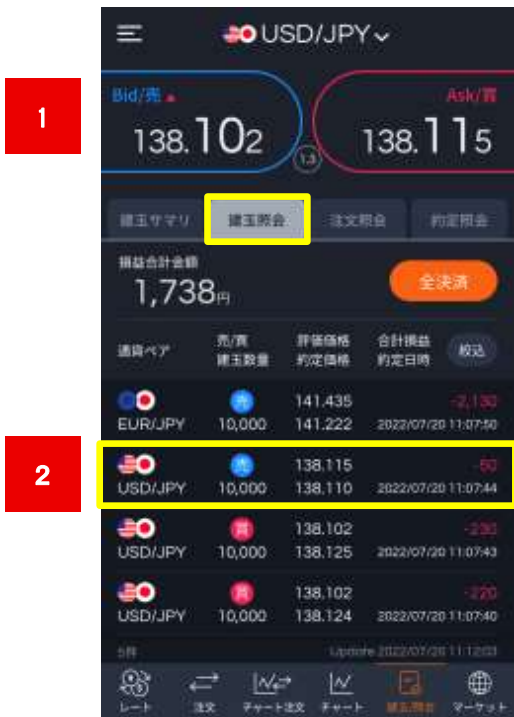 USD/JPY
1
Bid/売 Ask/買
138.102 138.115
1.3
建玉サマリ 建玉照会 注文照会 約定照会
損益合計金額
1,738円
全決済
通貨ペア 売/買 評価価格 合計損益 絞込
建玉数量 約定価格 約定日時
売 141.435 -2,130
EUR/JPY 10,000 141.222 2022/07/20 11:07:50
2
売 138.115 -50
USD/JPY 10,000 138.110 2022/07/20 11:07:44
買 138.102 -230
USD/JPY 10,000 138.125 2022/07/20 11:07:43
買 138.102 -220
USD/JPY 10,000 138.124 2022/07/20 11:07:40
5件 Update 2022/07/20 11:12:03
レート 注文 チャート注文 チャート 建玉/照会 マーケット